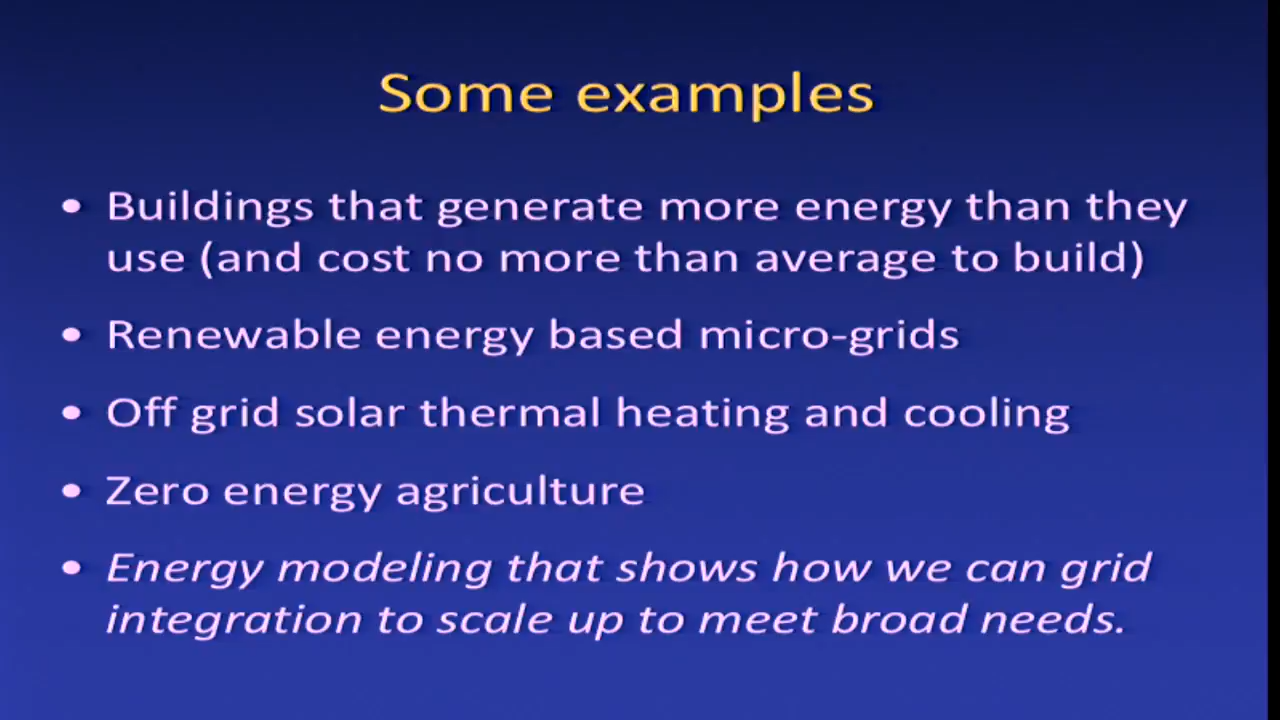 Some examples
• Buildings that generate more energy than they
use (and cost no more than average to build)
• Renewable energy based micro-grids
• Off grid solar thermal heating and cooling
• Zero energy agriculture
• Energy modeling that shows how we can grid
integration to scale up to meet broad needs.